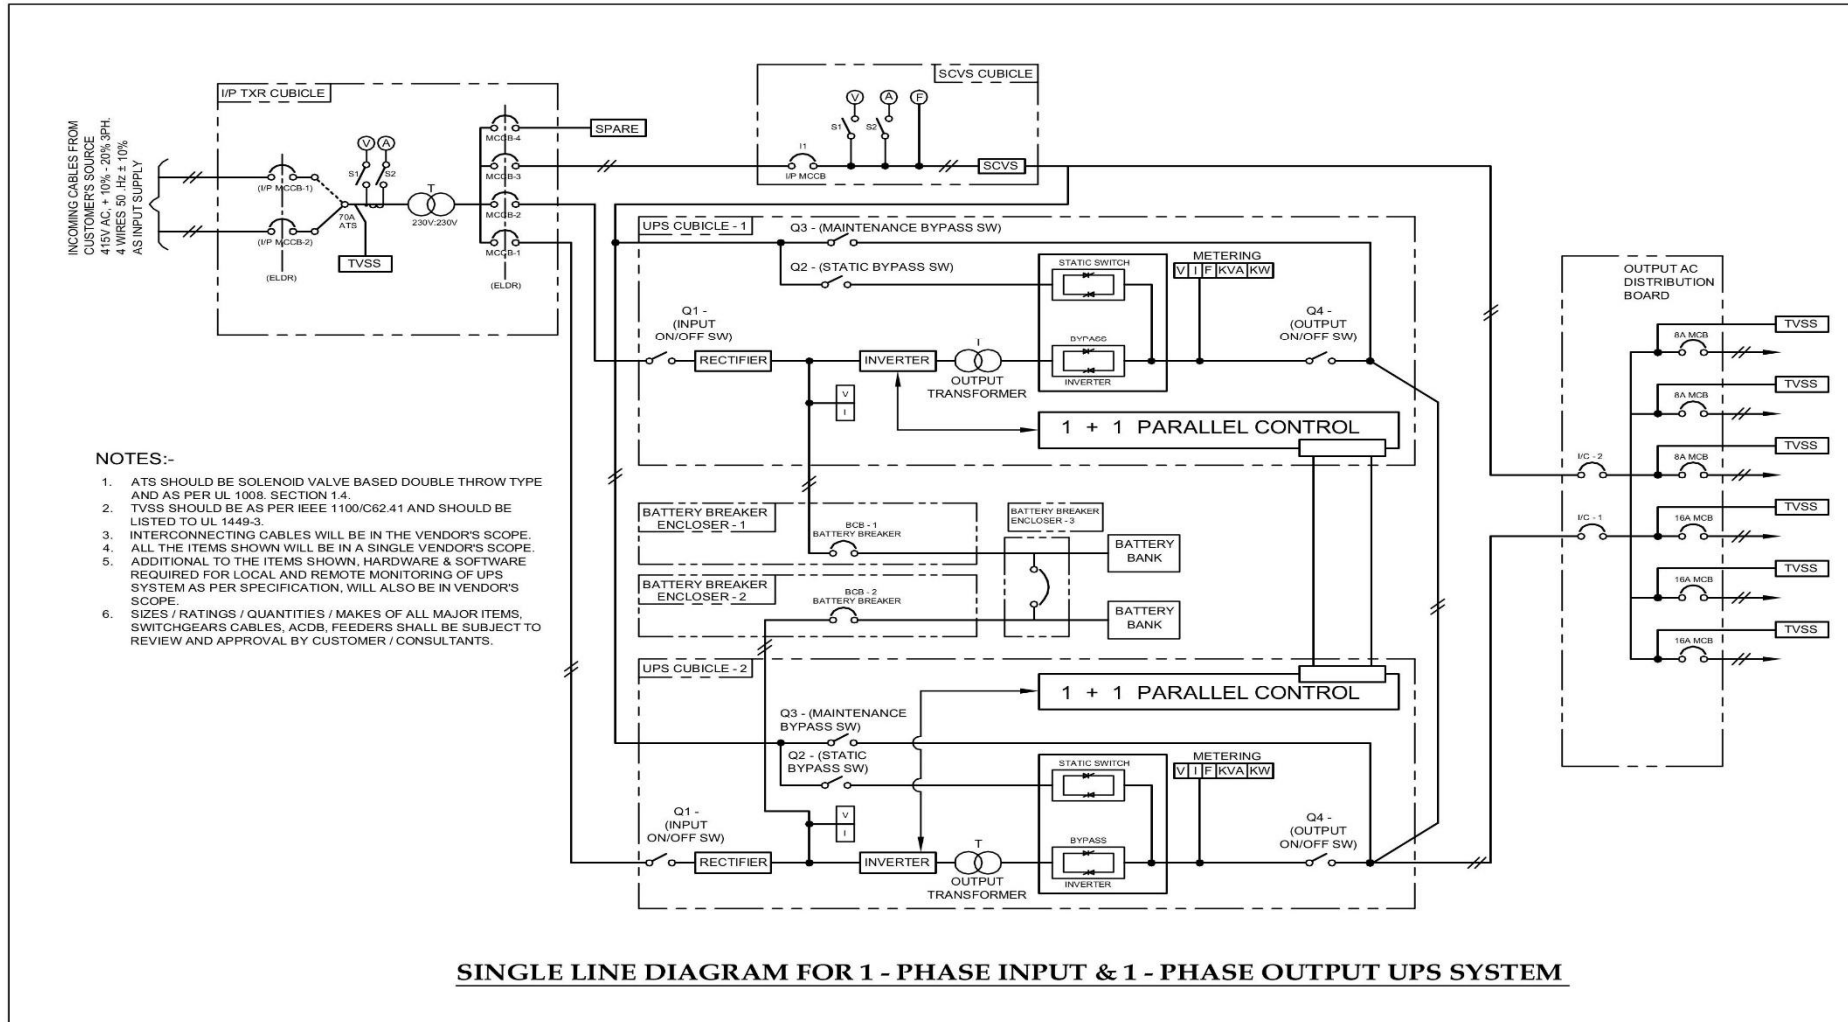 INCOMING CABLES FROM
CUSTOMER'S SOURCE
415V AC, + 10% - 20% 3PH.
4 WIRES 50 .Hz ± 10%
AS INPUT SUPPLY
I/P TXR CUBICLE
(I/P MCCB-1)
(I/P MCCB-2)
(ELDR)
V
A
S1
S2
70A
ATS
TVSS
T
230V:230V
MCCB-4
MCCB-3
MCCB-2
MCCB-1
(ELDR)
SPARE
SCVS CUBICLE
V
A
F
S1
S2
I1
I/P MCCB
SCVS
UPS CUBICLE - 1
Q3 - (MAINTENANCE BYPASS SW)
Q2 - (STATIC BYPASS SW)
Q1 -
(INPUT
ON/OFF SW)
RECTIFIER
V
I
INVERTER
I
OUTPUT
TRANSFORMER
STATIC SWITCH
BYPASS
INVERTER
METERING
V I F KVA KW
Q4 -
(OUTPUT
ON/OFF SW)
1 + 1 PARALLEL CONTROL
BATTERY BREAKER
ENCLOSER - 1
BCB - 1
BATTERY BREAKER
BATTERY BREAKER
ENCLOSER - 3
BATTERY
BANK
BATTERY BREAKER
ENCLOSER - 2
BCB - 2
BATTERY BREAKER
BATTERY
BANK
UPS CUBICLE - 2
1 + 1 PARALLEL CONTROL
Q3 - (MAINTENANCE
BYPASS SW)
Q2 - (STATIC
BYPASS SW)
Q1 -
(INPUT
ON/OFF SW)
RECTIFIER
V
I
INVERTER
T
OUTPUT
TRANSFORMER
STATIC SWITCH
BYPASS
INVERTER
METERING
V I F KVA KW
Q4 -
(OUTPUT
ON/OFF SW)
OUTPUT AC
DISTRIBUTION
BOARD
I/C - 2
I/C - 1
8A MCB
TVSS
8A MCB
TVSS
8A MCB
TVSS
16A MCB
TVSS
16A MCB
TVSS
16A MCB
TVSS
NOTES:-
1. ATS SHOULD BE SOLENOID VALVE BASED DOUBLE THROW TYPE
AND AS PER UL 1008. SECTION 1.4.
2. TVSS SHOULD BE AS PER IEEE 1100/C62.41 AND SHOULD BE
LISTED TO UL 1449-3.
3. INTERCONNECTING CABLES WILL BE IN THE VENDOR'S SCOPE.
4. ALL THE ITEMS SHOWN WILL BE IN A SINGLE VENDOR'S SCOPE.
5. ADDITIONAL TO THE ITEMS SHOWN, HARDWARE & SOFTWARE
REQUIRED FOR LOCAL AND REMOTE MONITORING OF UPS
SYSTEM AS PER SPECIFICATION, WILL ALSO BE IN VENDOR'S
SCOPE.
6. SIZES / RATINGS / QUANTITIES / MAKES OF ALL MAJOR ITEMS,
SWITCHGEARS CABLES, ACDB, FEEDERS SHALL BE SUBJECT TO
REVIEW AND APPROVAL BY CUSTOMER / CONSULTANTS.
SINGLE LINE DIAGRAM FOR 1 - PHASE INPUT & 1 - PHASE OUTPUT UPS SYSTEM